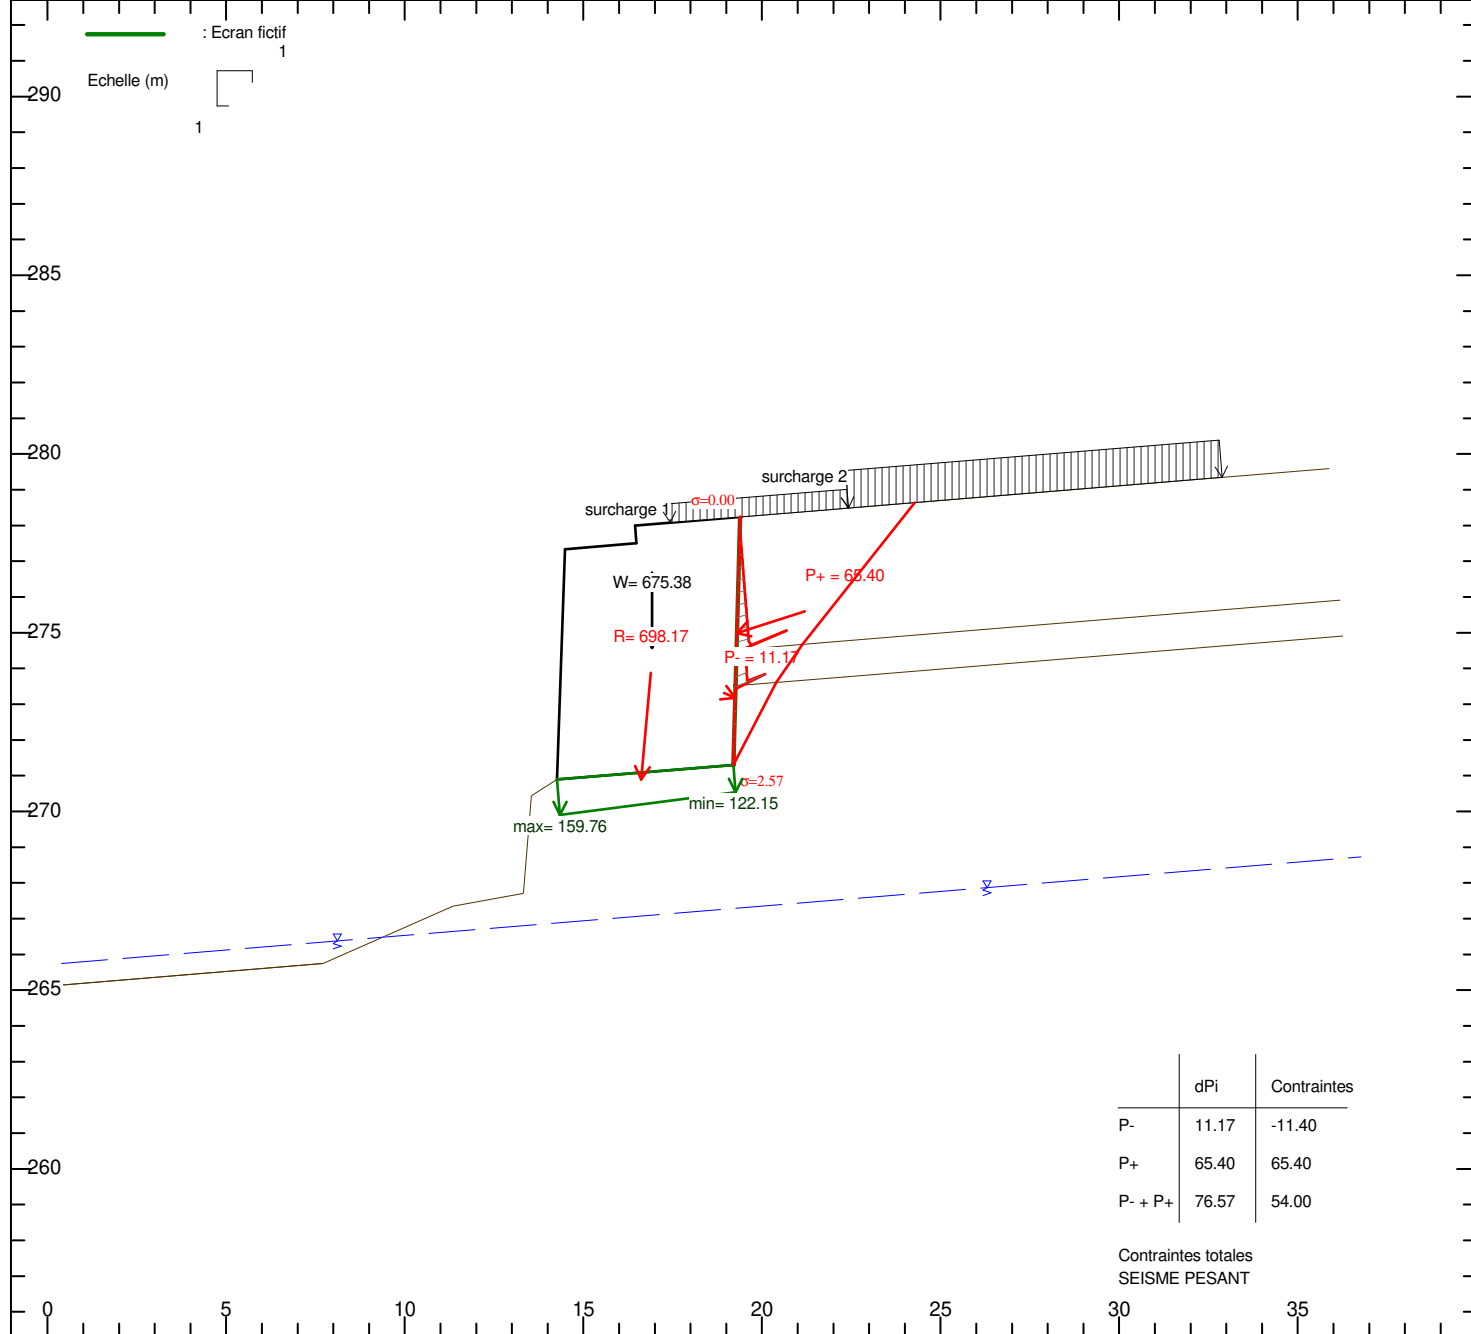 : Ecran fictif
1
Echelle (m)
290
1
285
280
surcharge 2
σ=0.00
surcharge 1
P+ = 65.40
W= 675.38
275
R= 698.17
P- = 11.17
σ=2.57
min= 122.15
270
max= 159.76
265
dPi Contraintes
P- 11.17 -11.40
P+ 65.40 65.40
260
P- + P+ 76.57 54.00
Contraintes totales
SEISME PESANT
0 5 10 15 20 25 30 35